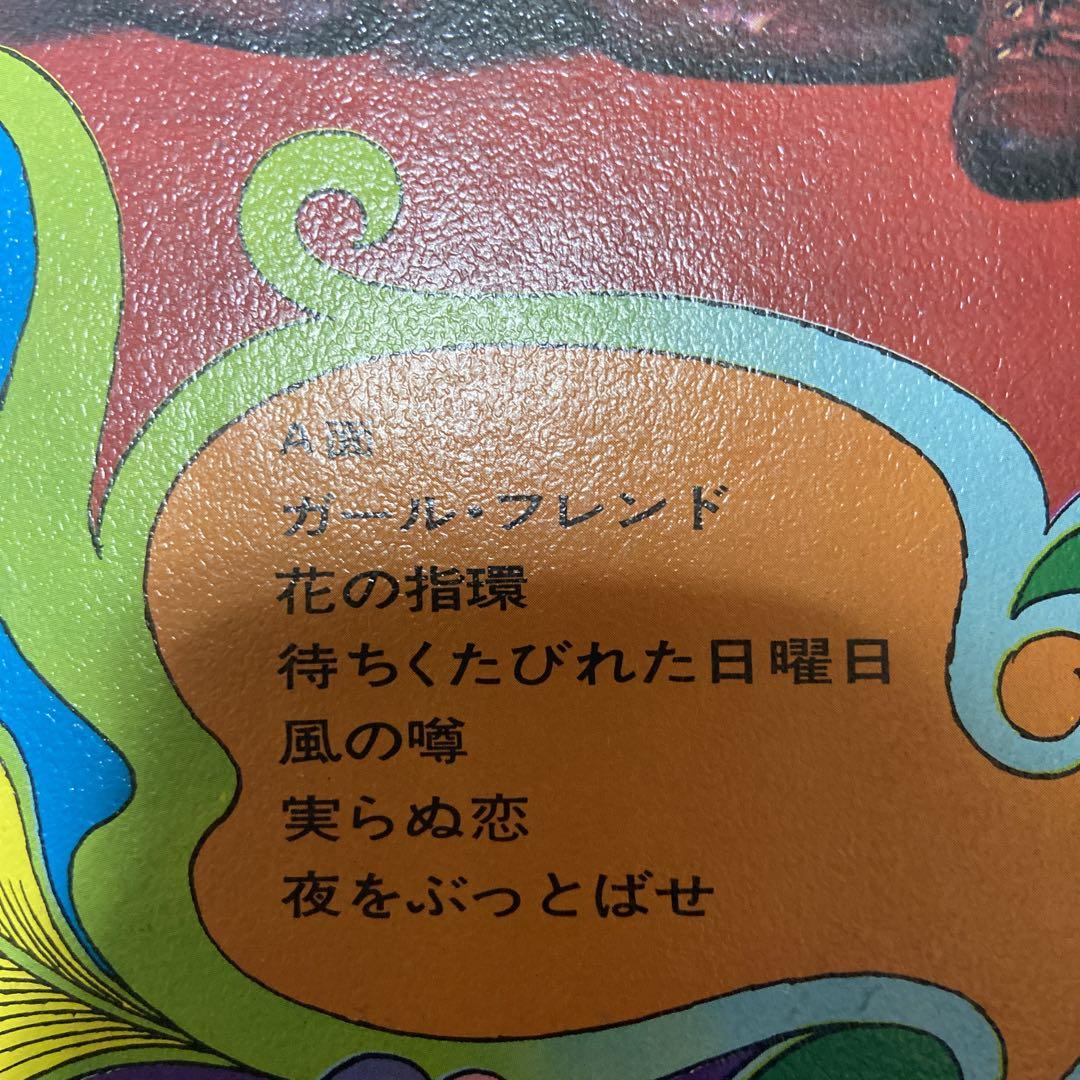 A面
ガール・フレンド
花の指環
待ちくたびれた日曜日
風の噂
実らぬ恋
夜をぶっとばせ